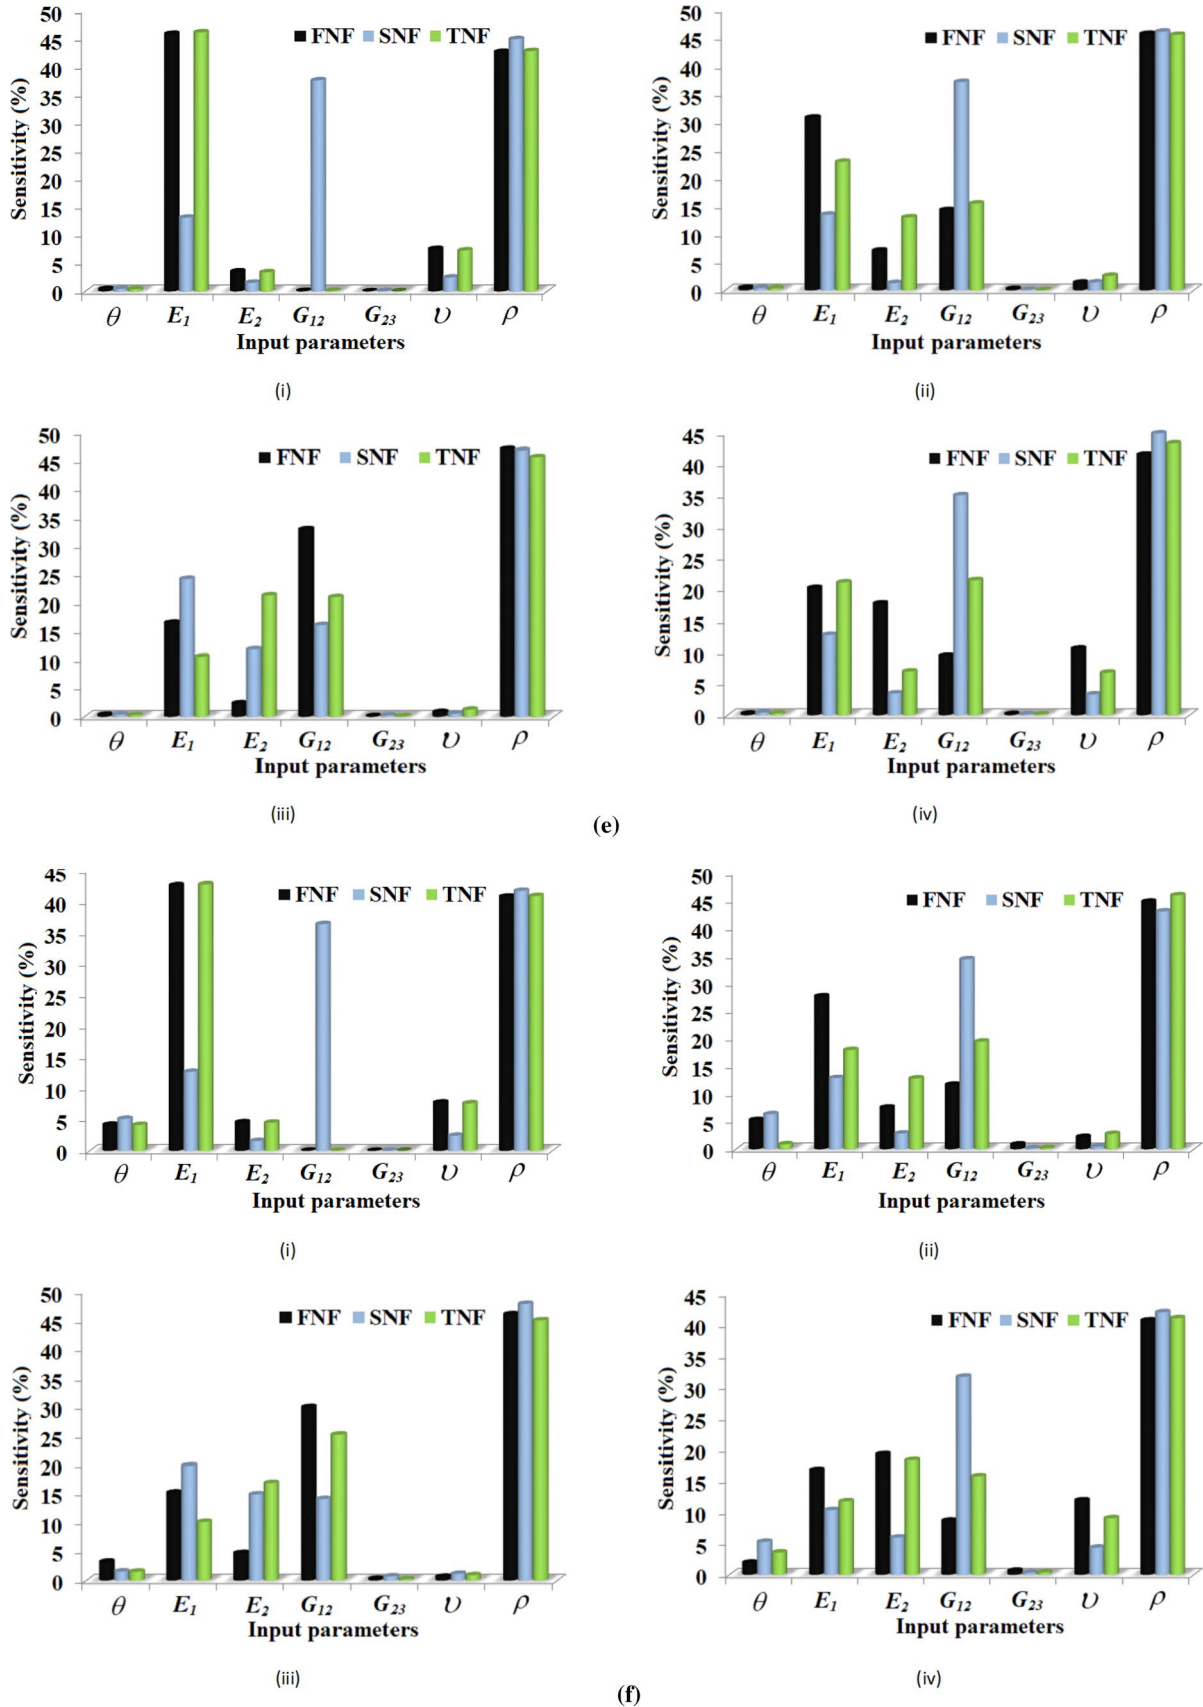 50
45
40
35
30
25
20
15
10
5
0
Sensitivity (%)
FNF SNF TNF
θ E1 E2 G12 G23 υ ρ
Input parameters
(i)
50
45
40
35
30
25
20
15
10
5
0
Sensitivity (%)
FNF SNF TNF
θ E1 E2 G12 G23 υ ρ
Input parameters
(ii)
50
45
40
35
30
25
20
15
10
5
0
Sensitivity (%)
FNF SNF TNF
θ E1 E2 G12 G23 υ ρ
Input parameters
(iii)
45
40
35
30
25
20
15
10
5
0
Sensitivity (%)
FNF SNF TNF
θ E1 E2 G12 G23 υ ρ
Input parameters
(iv)
(e)
45
40
35
30
25
20
15
10
5
0
Sensitivity (%)
FNF SNF TNF
θ E1 E2 G12 G23 υ ρ
Input parameters
(i)
50
45
40
35
30
25
20
15
10
5
0
Sensitivity (%)
FNF SNF TNF
θ E1 E2 G12 G23 υ ρ
Input parameters
(ii)
50
45
40
35
30
25
20
15
10
5
0
Sensitivity (%)
FNF SNF TNF
θ E1 E2 G12 G23 υ ρ
Input parameters
(iii)
45
40
35
30
25
20
15
10
5
0
Sensitivity (%)
FNF SNF TNF
θ E1 E2 G12 G23 υ ρ
Input parameters
(iv)
(f)